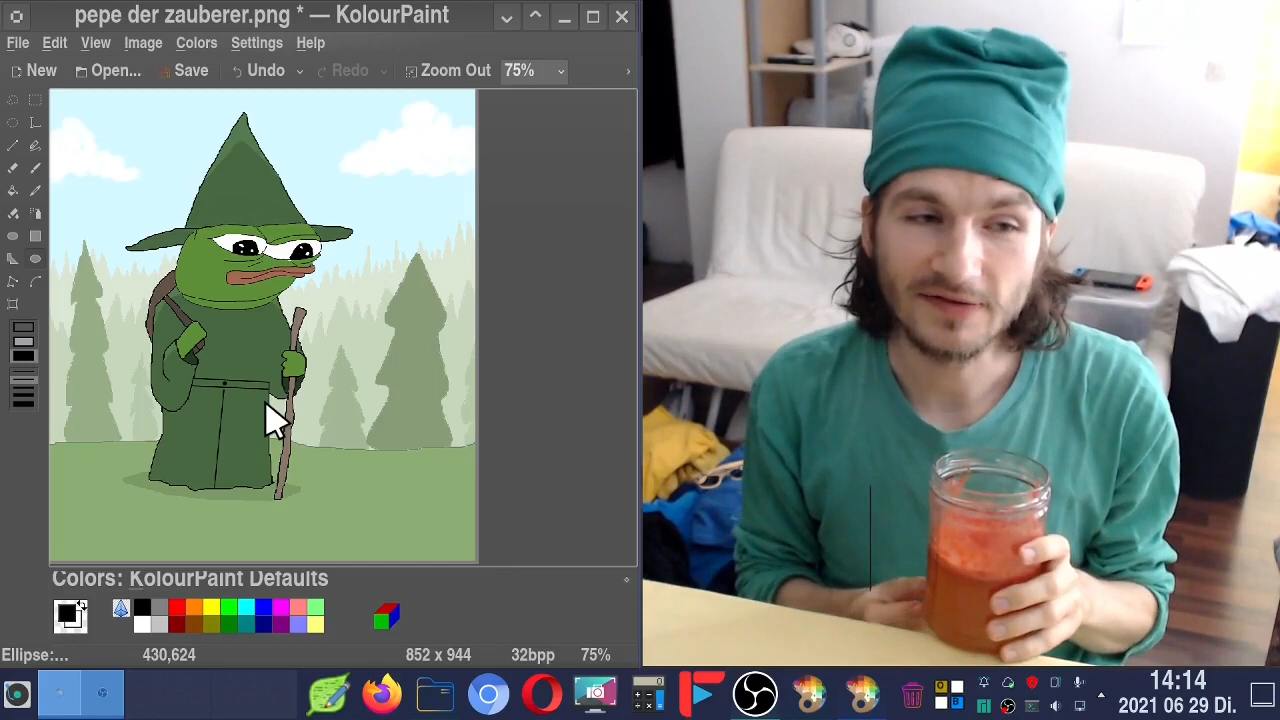 pepe der zauberer.png * — KolourPaint
File Edit View Image Colors Settings Help
New Open... Save Undo Redo Zoom Out 75%
Colors: KolourPaint Defaults
Ellipse:... 430,624 852 x 944 32bpp 75%
14:14
2021 06 29 Di.